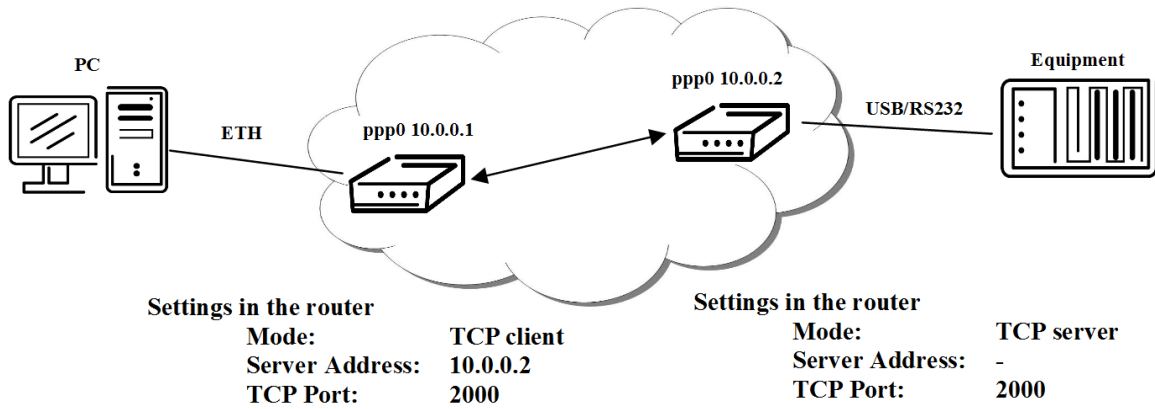 PC
ETH
ppp0 10.0.0.1
ppp0 10.0.0.2
USB/RS232
Equipment
Settings in the router
Mode: TCP client
Server Address: 10.0.0.2
TCP Port: 2000
Settings in the router
Mode: TCP server
Server Address: -
TCP Port: 2000